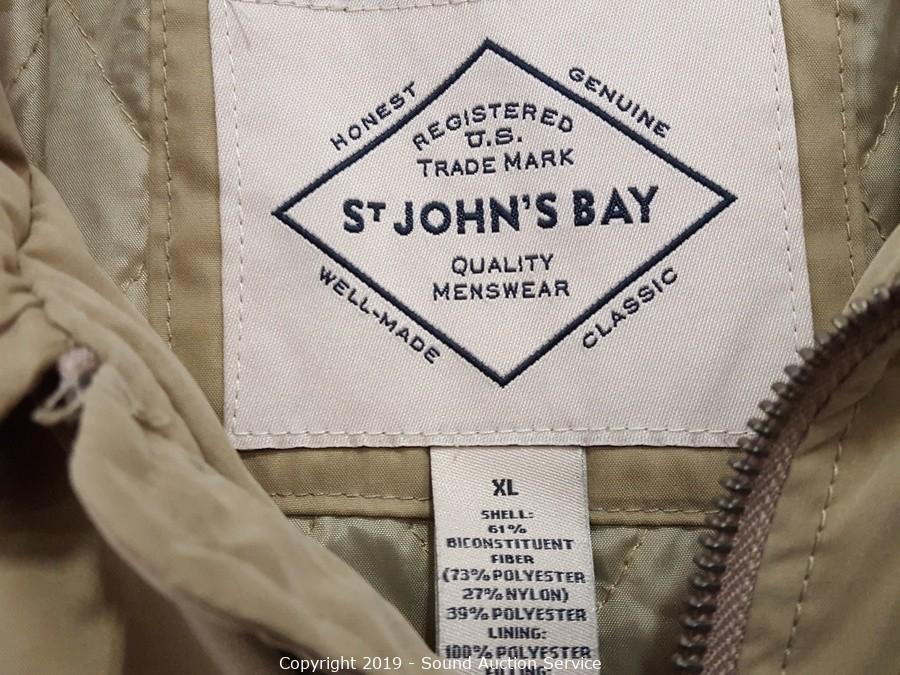 HONEST
GENUINE
REGISTERED
U.S.
TRADE MARK
ST JOHN'S BAY
QUALITY
MENSWEAR
WELL-MADE
CLASSIC
XL
SHELL:
61%
BICONSTITUENT
FIBER
(73% POLYESTER
27% NYLON)
39% POLYESTER
LINING:
100% POLYESTER
FILLING:
Copyright 2019 - Sound Auction Service